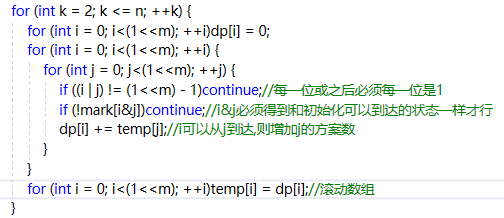 for (int k = 2; k <= n; ++k) {
for (int i = 0; i<(1<<m); ++i)dp[i] = 0;
for (int i = 0; i<(1<<m); ++i) {
for (int j = 0; j<(1<<m); ++j) {
if ((i | j) != (1<<m) - 1)continue;//每一位或之后必须每一位是1
if (!mark[i&j])continue;//i&j必须得到和初始化可以到达的状态一样才行
dp[i] += temp[j];//i可以从j到达,则增加j的方案数
}
}
for (int i = 0; i<(1<<m); ++i)temp[i] = dp[i];//滚动数组
}